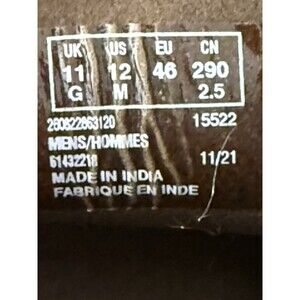 UK US EU CN
11 12 46 290
G M 2.5
260822863120 15522
MENS/HOMMES
61432218 11/21
MADE IN INDIA
FABRIQUE EN INDE